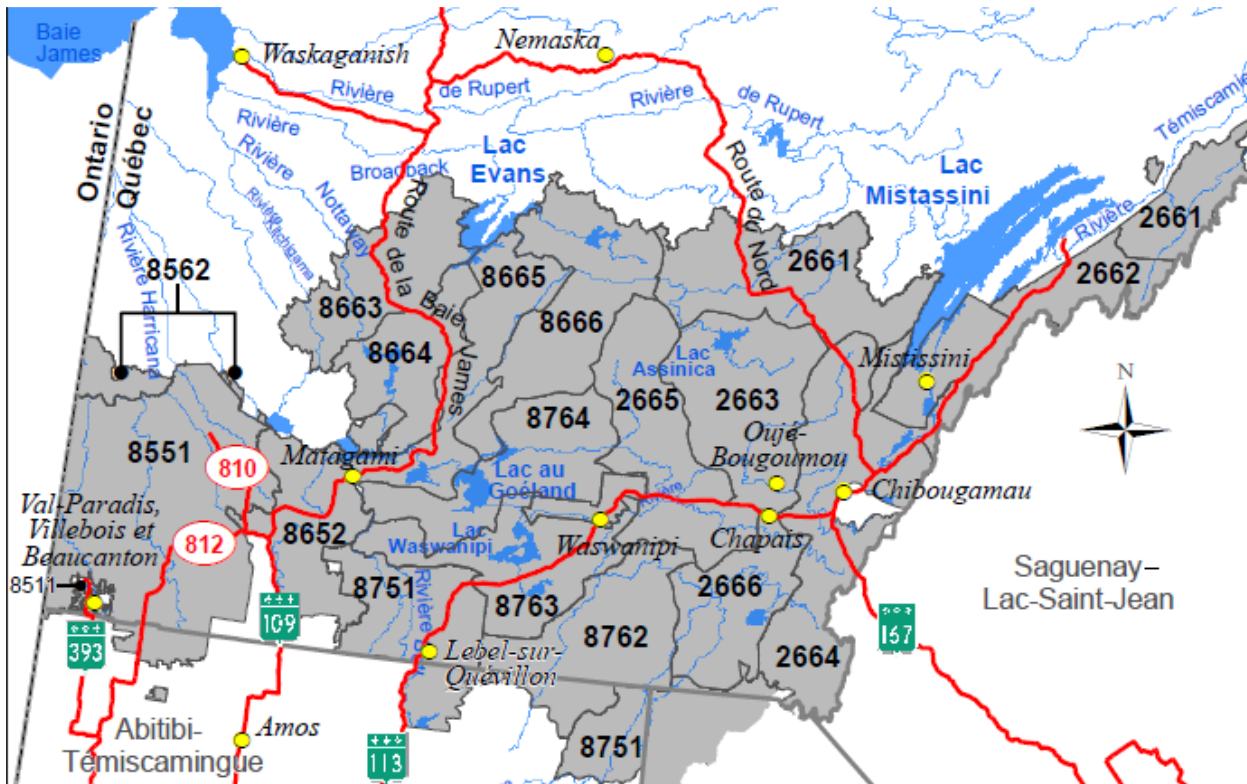 Baie
James
Waskaganish
Nemaska
Rivière
de Rupert
Rivière
de Rupert
Témiscamie
Ontario
Québec
Rivière
Rivière
Broadback
Nottaway
Lac
Evans
Lac
Mistassini
Rivière
Rivière Harricana
8562
Route de la
Baie-James
Route du Nord
2661
2661
2662
8663
8665
8664
8666
Lac
Assinica
Mistissini
N
8551
810
Matagami
8764
2665
2663
Oujé-
Bougoumou
Lac au
Goéland
Chibougamau
Val-Paradis,
Villebois et
Beaucanton
812
8652
Lac
Waswanipi
Waswanipi
Rivière
Chapais
8511
8751
Rivière
8763
2666
Saguenay–
Lac-Saint-Jean
393
109
Lebel-sur-
Quévillon
8762
2664
167
Abitibi-
Témiscamingue
Amos
113
8751